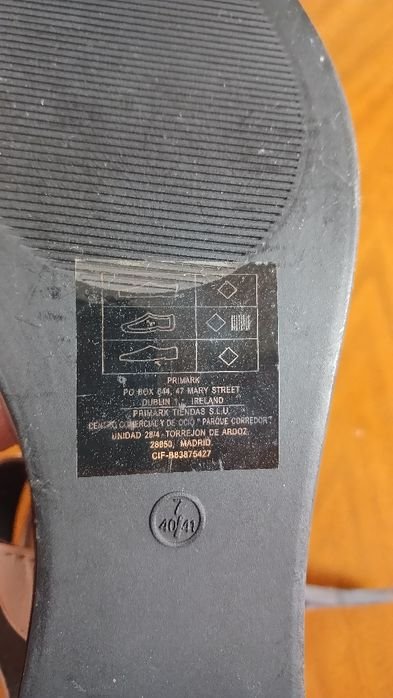 PRIMARK
PO BOX 644, 47 MARY STREET
DUBLIN 1, IRELAND
PRIMARK TIENDAS S.L.U
CENTRO COMERCIAL Y DE OCIO " PARQUE CORREDOR "
UNIDAD 28/4- TORREJON DE ARDOZ,
28850, MADRID
CIF-B83875427
7
40/41